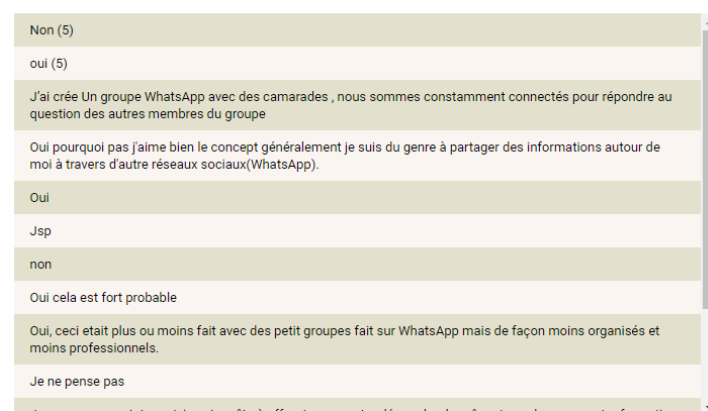 Non (5)
oui (5)
J'ai crée Un groupe WhatsApp avec des camarades , nous sommes constamment connectés pour répondre au
question des autres membres du groupe
Oui pourquoi pas j'aime bien le concept généralement je suis du genre à partager des informations autour de
moi à travers d'autre réseaux sociaux(WhatsApp).
Oui
Jsp
non
Oui cela est fort probable
Oui, ceci etait plus ou moins fait avec des petit groupes fait sur WhatsApp mais de façon moins organisés et
moins professionnels.
Je ne pense pas